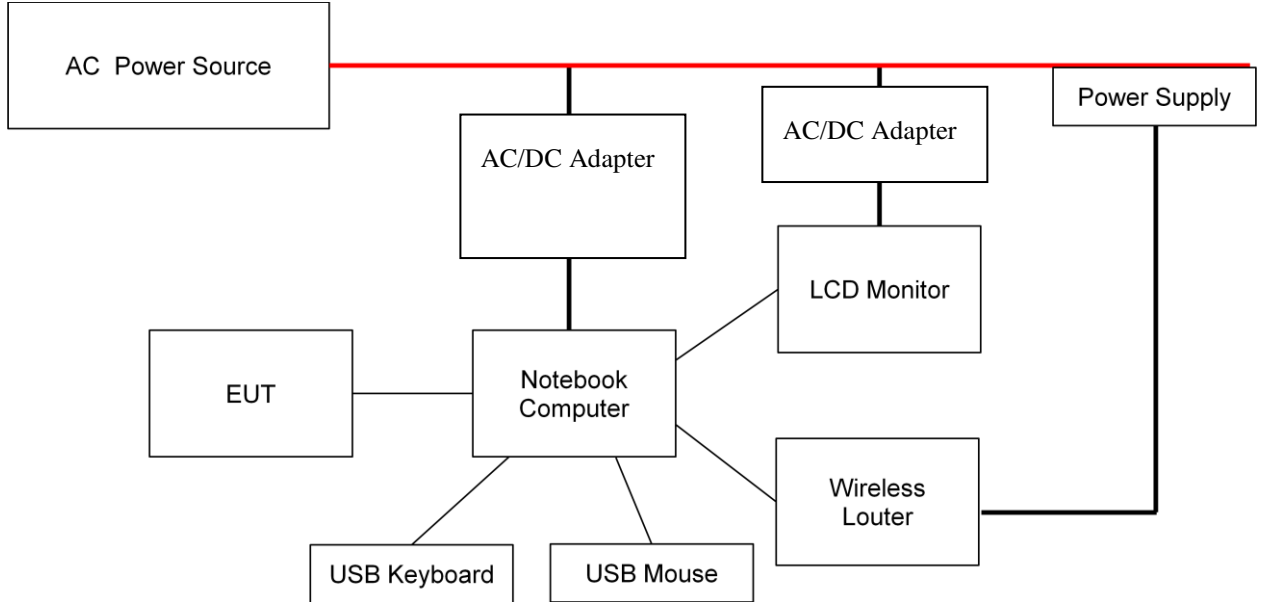 AC Power Source
Power Supply
AC/DC Adapter
AC/DC Adapter
LCD Monitor
EUT
Notebook
Computer
Wireless
Louter
USB Keyboard
USB Mouse